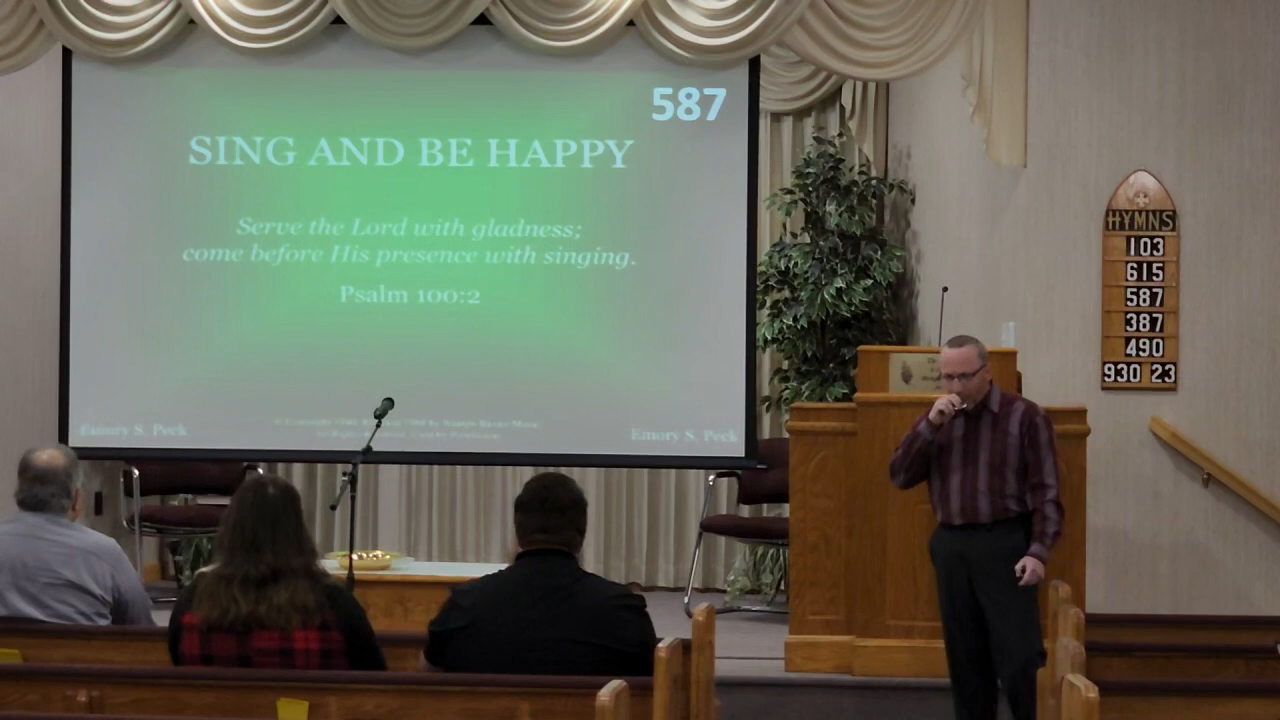 587
SING AND BE HAPPY
Serve the Lord with gladness;
come before His presence with singing.
Psalm 100:2
Emory S. Peck
Emory S. Peck
HYMNS
103
615
587
387
490
930 23